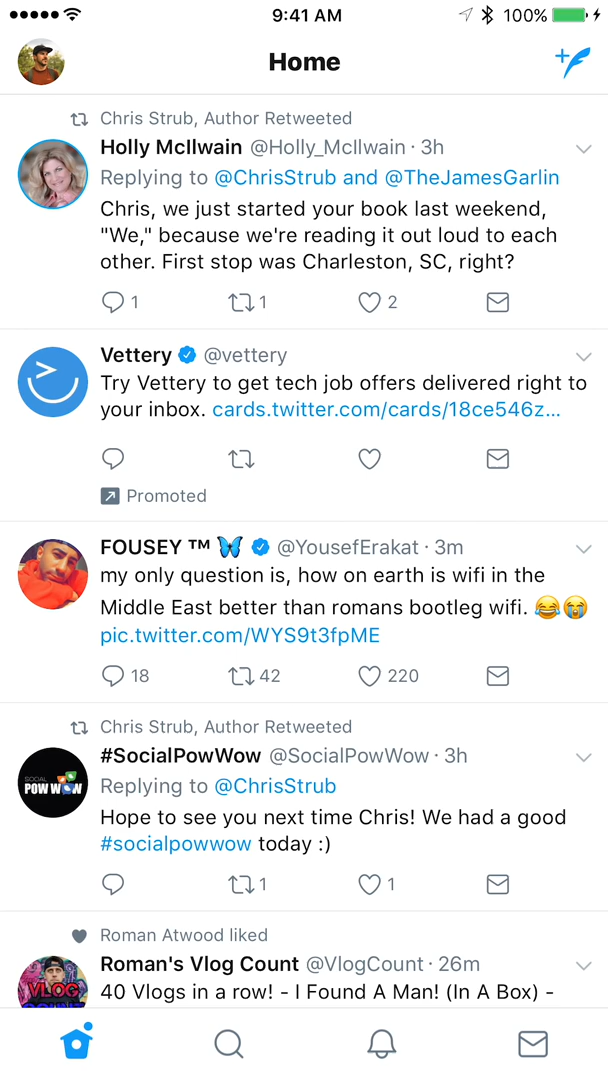 9:41 AM
100%
Home
Chris Strub, Author Retweeted
Holly McIlwain @Holly_McIlwain · 3h
Replying to @ChrisStrub and @TheJamesGarlin
Chris, we just started your book last weekend,
"We," because we're reading it out loud to each
other. First stop was Charleston, SC, right?
1 1 2
Vettery @vettery
Try Vettery to get tech job offers delivered right to
your inbox. cards.twitter.com/cards/18ce546z...
Promoted
FOUSEY ™ 🦋 @YousefErakat · 3m
my only question is, how on earth is wifi in the
Middle East better than romans bootleg wifi. 😂😭
pic.twitter.com/WYS9t3fpME
18 42 220
Chris Strub, Author Retweeted
#SocialPowWow @SocialPowWow · 3h
SOCIAL
POW WOW
Replying to @ChrisStrub
Hope to see you next time Chris! We had a good
#socialpowwow today :)
1 1
Roman Atwood liked
Roman's Vlog Count @VlogCount · 26m
VLOG
COUNT
40 Vlogs in a row! - I Found A Man! (In A Box) -